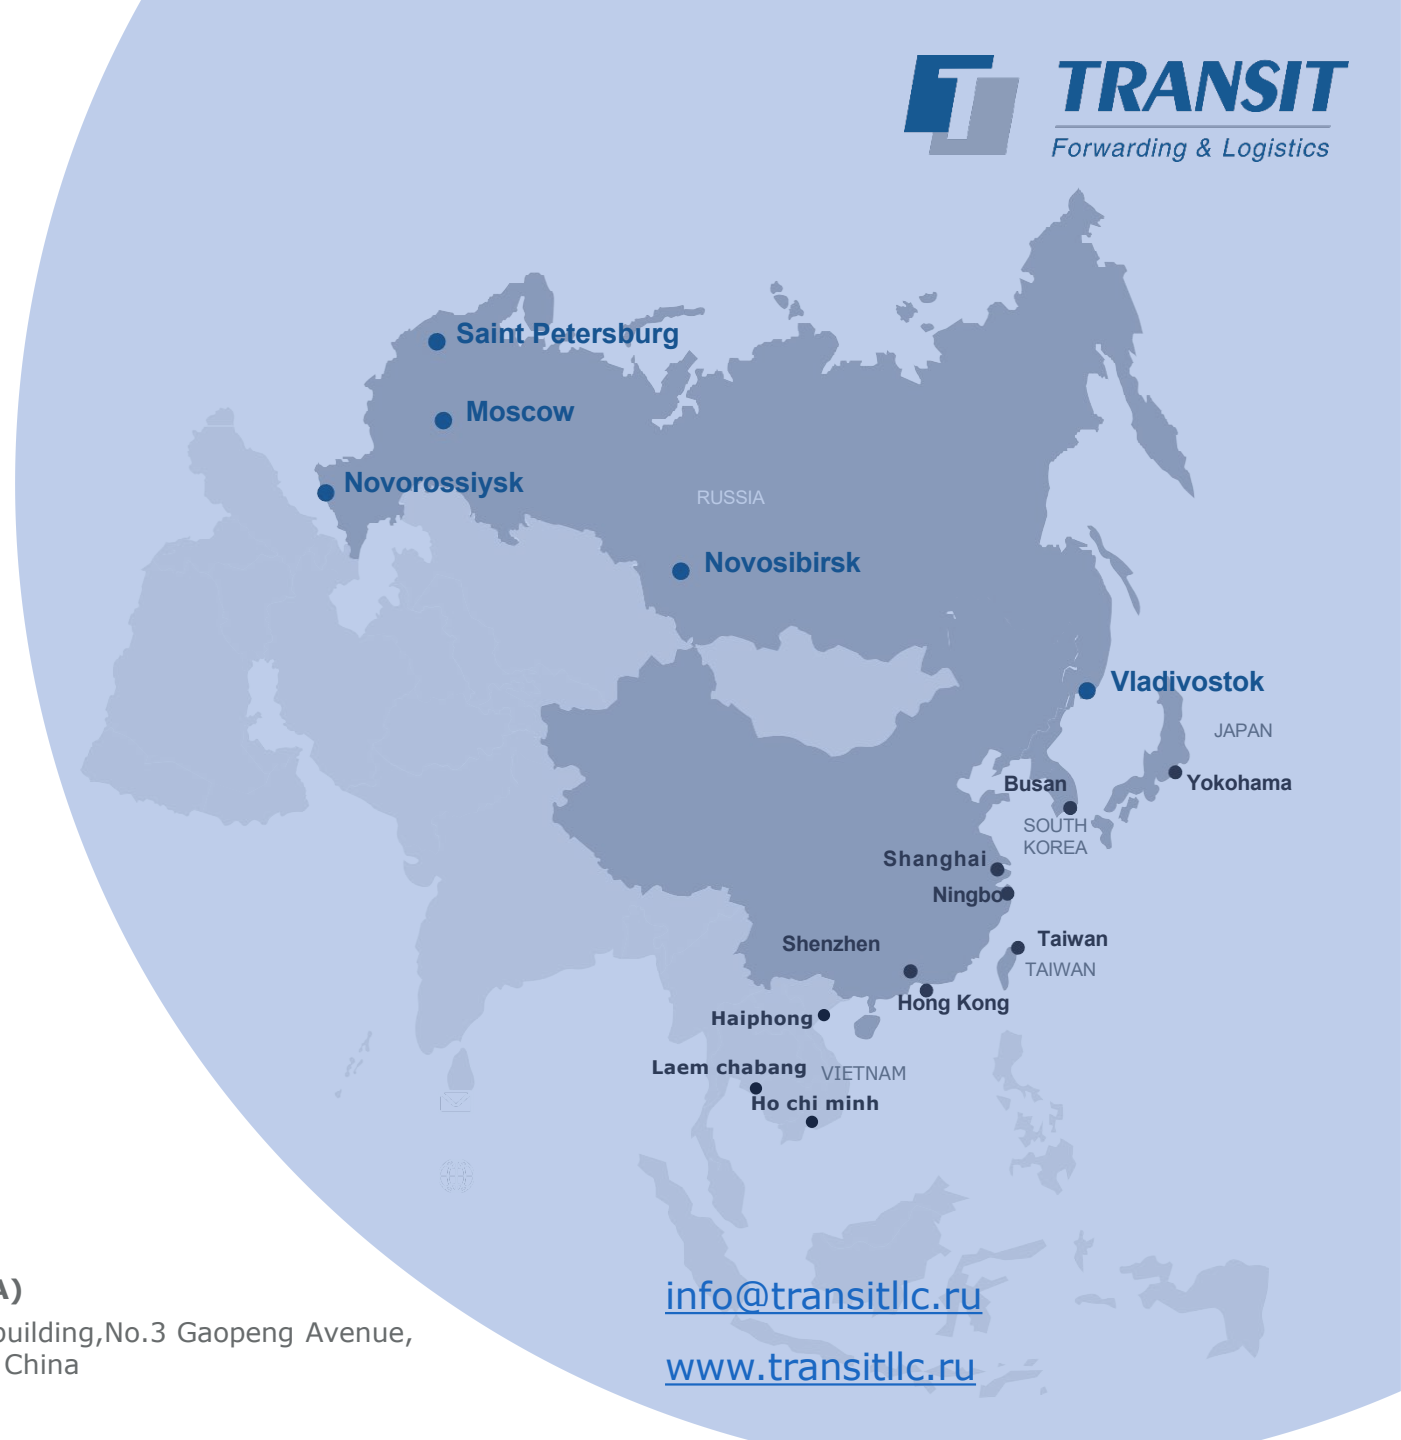 TRANSIT
Forwarding & Logistics
Saint Petersburg
Moscow
Novorossiysk
RUSSIA
Novosibirsk
Vladivostok
JAPAN
Busan
Yokohama
SOUTH
KOREA
Shanghai
Ningbo
Shenzhen
Taiwan
TAIWAN
Hong Kong
Haiphong
Laem chabang
VIETNAM
Ho chi minh
A)
building,No.3 Gaopeng Avenue,
China
info@transitllc.ru
www.transitllc.ru